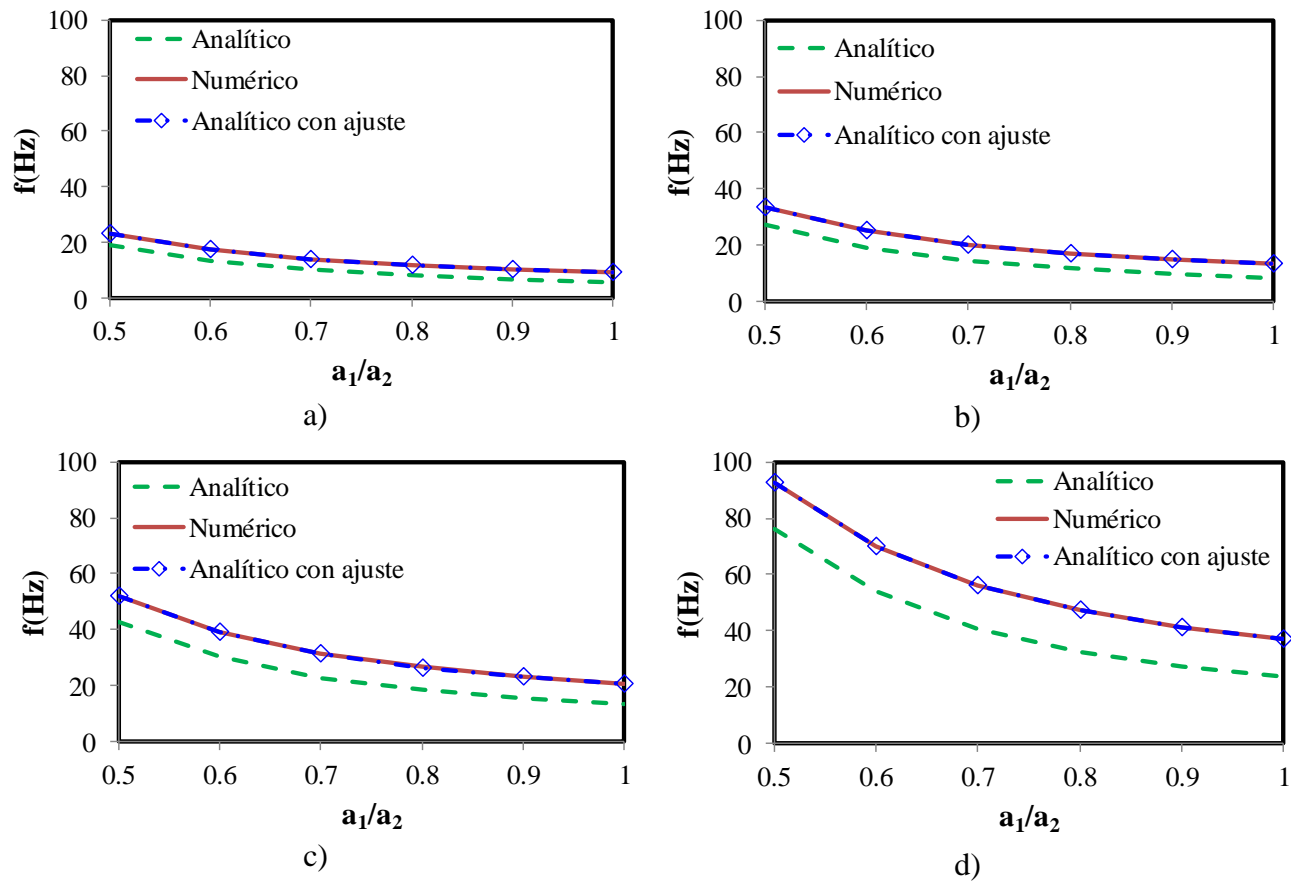 100
80
60
40
20
0
f(Hz)
Analítico
Numérico
Analítico con ajuste
0.5 0.6 0.7 0.8 0.9 1
a₁/a₂
a)
100
80
60
40
20
0
f(Hz)
Analítico
Numérico
Analítico con ajuste
0.5 0.6 0.7 0.8 0.9 1
a₁/a₂
b)
100
80
60
40
20
0
f(Hz)
Analítico
Numérico
Analítico con ajuste
0.5 0.6 0.7 0.8 0.9 1
a₁/a₂
c)
100
80
60
40
20
0
f(Hz)
Analítico
Numérico
Analítico con ajuste
0.5 0.6 0.7 0.8 0.9 1
a₁/a₂
d)